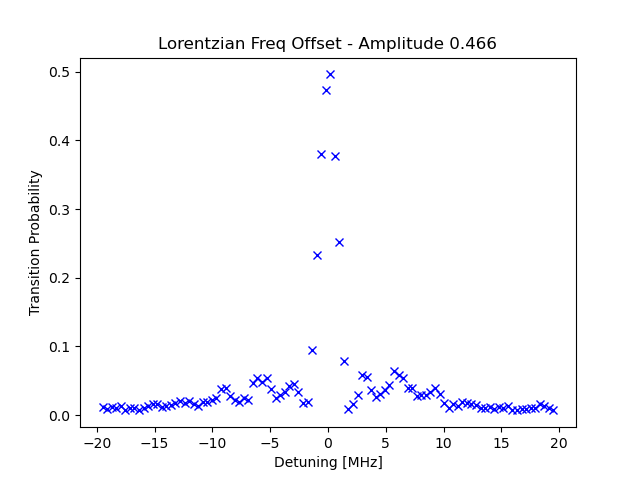 Lorentzian Freq Offset - Amplitude 0.466
Transition Probability
0.5
0.4
0.3
0.2
0.1
0.0
−20 −15 −10 −5 0 5 10 15 20
Detuning [MHz]